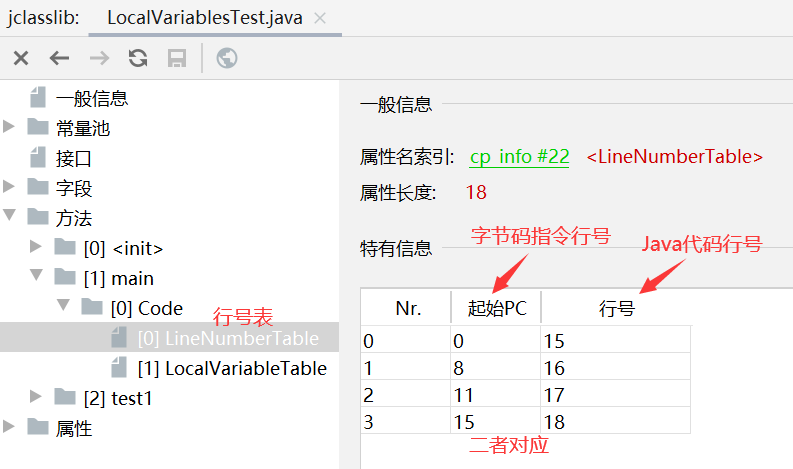 jclasslib: LocalVariablesTest.java
一般信息
常量池
接口
字段
方法
[0] <init>
[1] main
[0] Code
行号表
[0] LineNumberTable
[1] LocalVariableTable
[2] test1
属性
一般信息
属性名索引: cp info #22 <LineNumberTable>
属性长度: 18
字节码指令行号 Java代码行号
特有信息
Nr. 起始PC 行号
0 0 15
1 8 16
2 11 17
3 15 18
二者对应